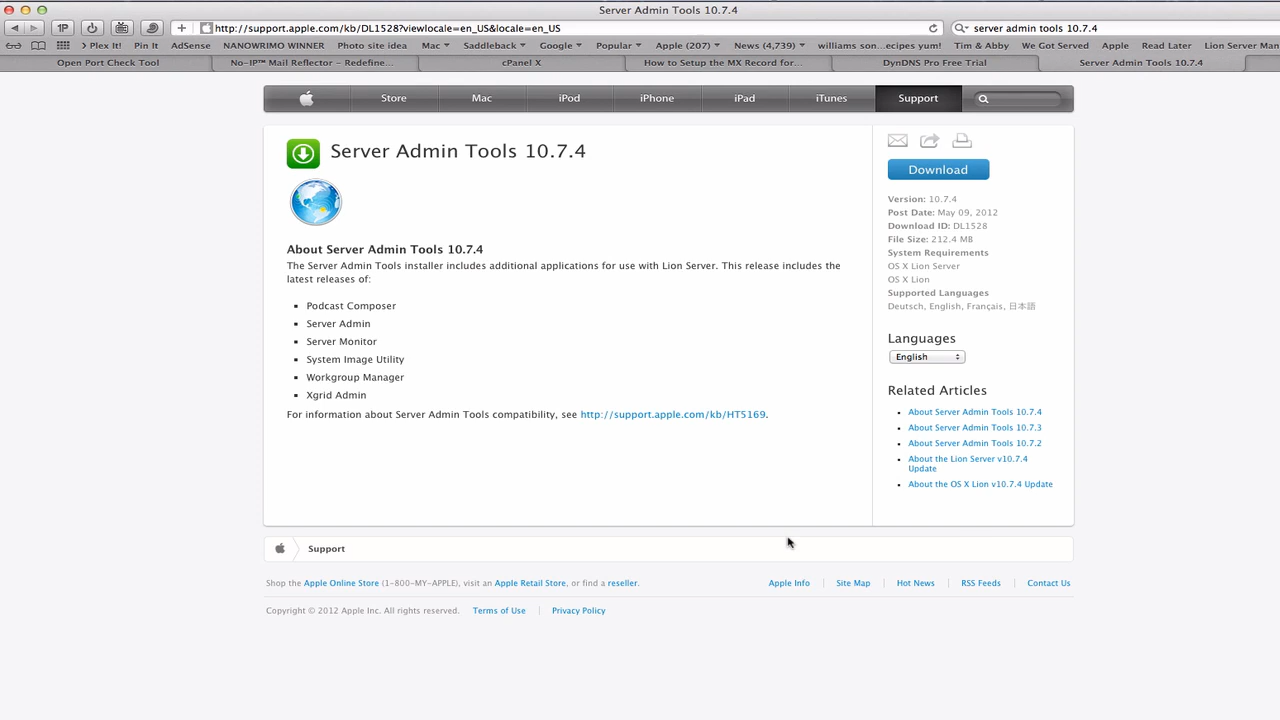 Server Admin Tools 10.7.4
1P
http://support.apple.com/kb/DL1528?viewlocale=en_US&locale=en_US
server admin tools 10.7.4
Plex It! Pin It AdSense NANOWRIMO WINNER Photo site idea Mac Saddleback Google Popular Apple (207) News (4,739) williams son...ecipes yum! Tim & Abby We Got Served Apple Read Later Lion Server Man
Open Port Check Tool No-IP™ Mail Reflector – Redefine... cPanel X How to Setup the MX Record for... DynDNS Pro Free Trial Server Admin Tools 10.7.4
Store Mac iPod iPhone iPad iTunes Support
Server Admin Tools 10.7.4
About Server Admin Tools 10.7.4
The Server Admin Tools installer includes additional applications for use with Lion Server. This release includes the
latest releases of:
Podcast Composer
Server Admin
Server Monitor
System Image Utility
Workgroup Manager
Xgrid Admin
For information about Server Admin Tools compatibility, see http://support.apple.com/kb/HT5169.
Download
Version: 10.7.4
Post Date: May 09, 2012
Download ID: DL1528
File Size: 212.4 MB
System Requirements
OS X Lion Server
OS X Lion
Supported Languages
Deutsch, English, Français, 日本語
Languages
English
Related Articles
About Server Admin Tools 10.7.4
About Server Admin Tools 10.7.3
About Server Admin Tools 10.7.2
About the Lion Server v10.7.4
Update
About the OS X Lion v10.7.4 Update
Support
Shop the Apple Online Store (1-800-MY-APPLE), visit an Apple Retail Store, or find a reseller.
Apple Info Site Map Hot News RSS Feeds Contact Us
Copyright © 2012 Apple Inc. All rights reserved. Terms of Use Privacy Policy